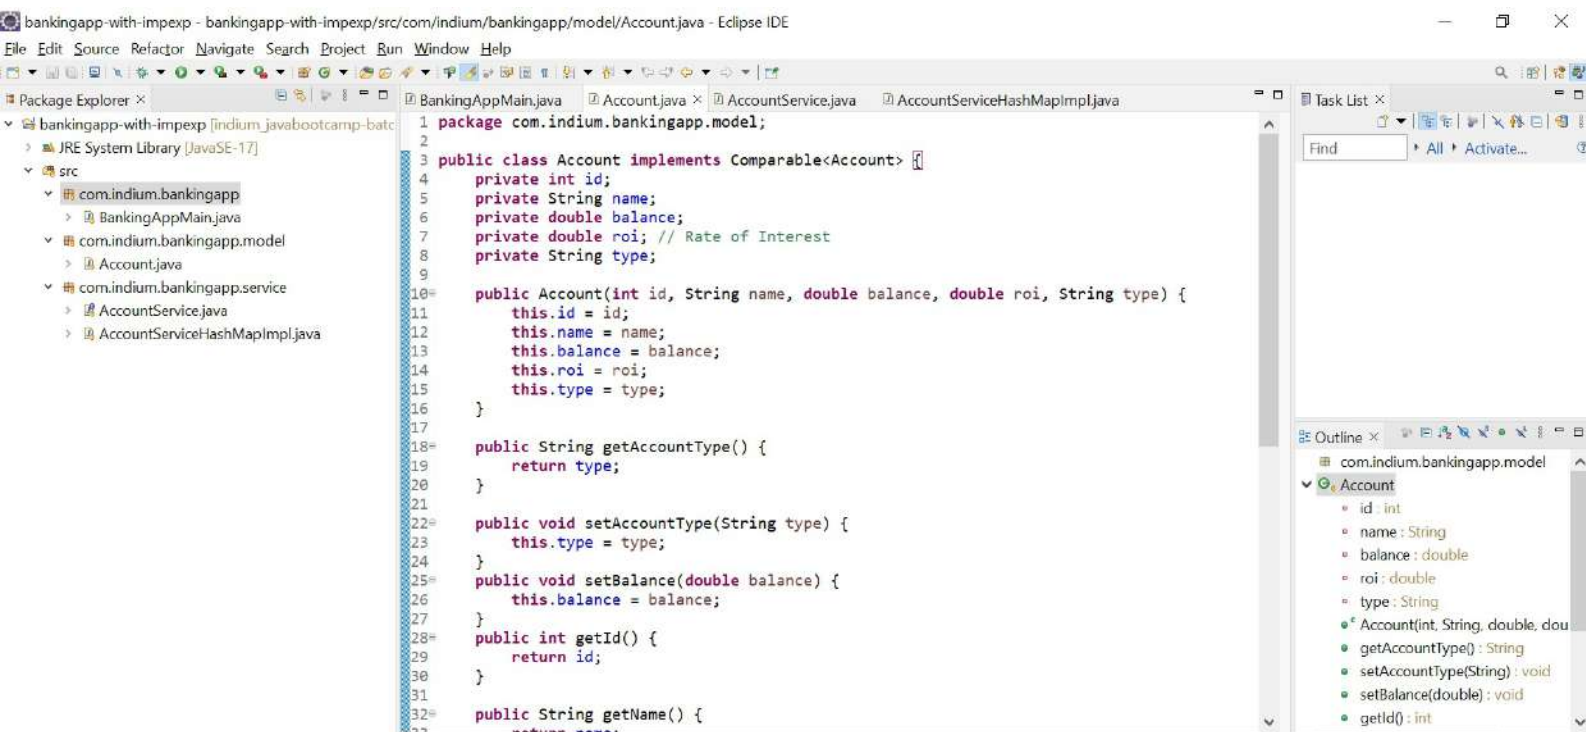 bankingapp-with-impexp - bankingapp-with-impexp/src/com/indium/bankingapp/model/Account.java - Eclipse IDE
File Edit Source Refactor Navigate Search Project Run Window Help
Package Explorer
bankingapp-with-impexp [indium_javabootcamp-batc
JRE System Library [JavaSE-17]
src
com.indium.bankingapp
BankingAppMain.java
com.indium.bankingapp.model
Account.java
com.indium.bankingapp.service
AccountService.java
AccountServiceHashMapImpl.java
BankingAppMain.java Account.java AccountService.java AccountServiceHashMapImpl.java
1 package com.indium.bankingapp.model;
2
3 public class Account implements Comparable<Account> {
4 private int id;
5 private String name;
6 private double balance;
7 private double roi; // Rate of Interest
8 private String type;
9
10 public Account(int id, String name, double balance, double roi, String type) {
11 this.id = id;
12 this.name = name;
13 this.balance = balance;
14 this.roi = roi;
15 this.type = type;
16 }
17
18 public String getAccountType() {
19 return type;
20 }
21
22 public void setAccountType(String type) {
23 this.type = type;
24 }
25 public void setBalance(double balance) {
26 this.balance = balance;
27 }
28 public int getId() {
29 return id;
30 }
31
32 public String getName() {
Task List
Find All Activate...
Outline
com.indium.bankingapp.model
Account
id : int
name : String
balance : double
roi : double
type : String
Account(int, String, double, dou
getAccountType() : String
setAccountType(String) : void
setBalance(double) : void
getId() : int